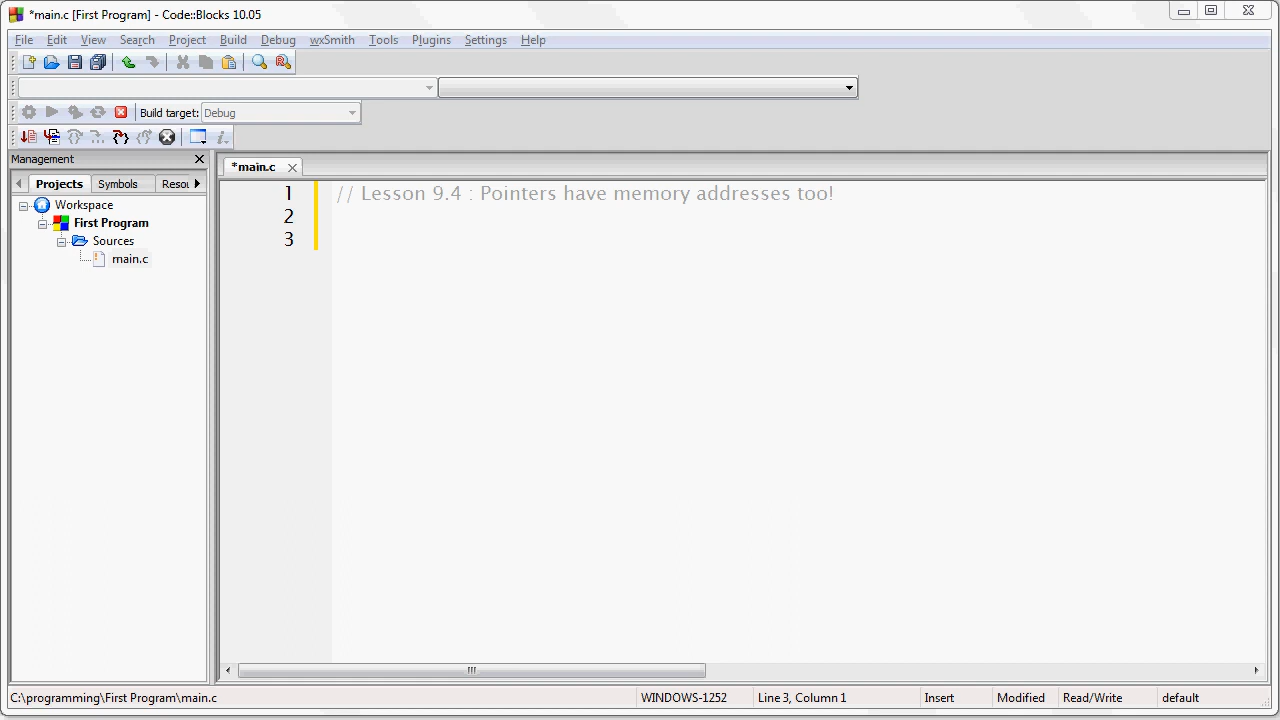 *main.c [First Program] - Code::Blocks 10.05
File Edit View Search Project Build Debug wxSmith Tools Plugins Settings Help
Build target: Debug
Management
*main.c
Projects Symbols Resou
Workspace
First Program
Sources
main.c
1 // Lesson 9.4 : Pointers have memory addresses too!
2
3
C:\programming\First Program\main.c WINDOWS-1252 Line 3, Column 1 Insert Modified Read/Write default